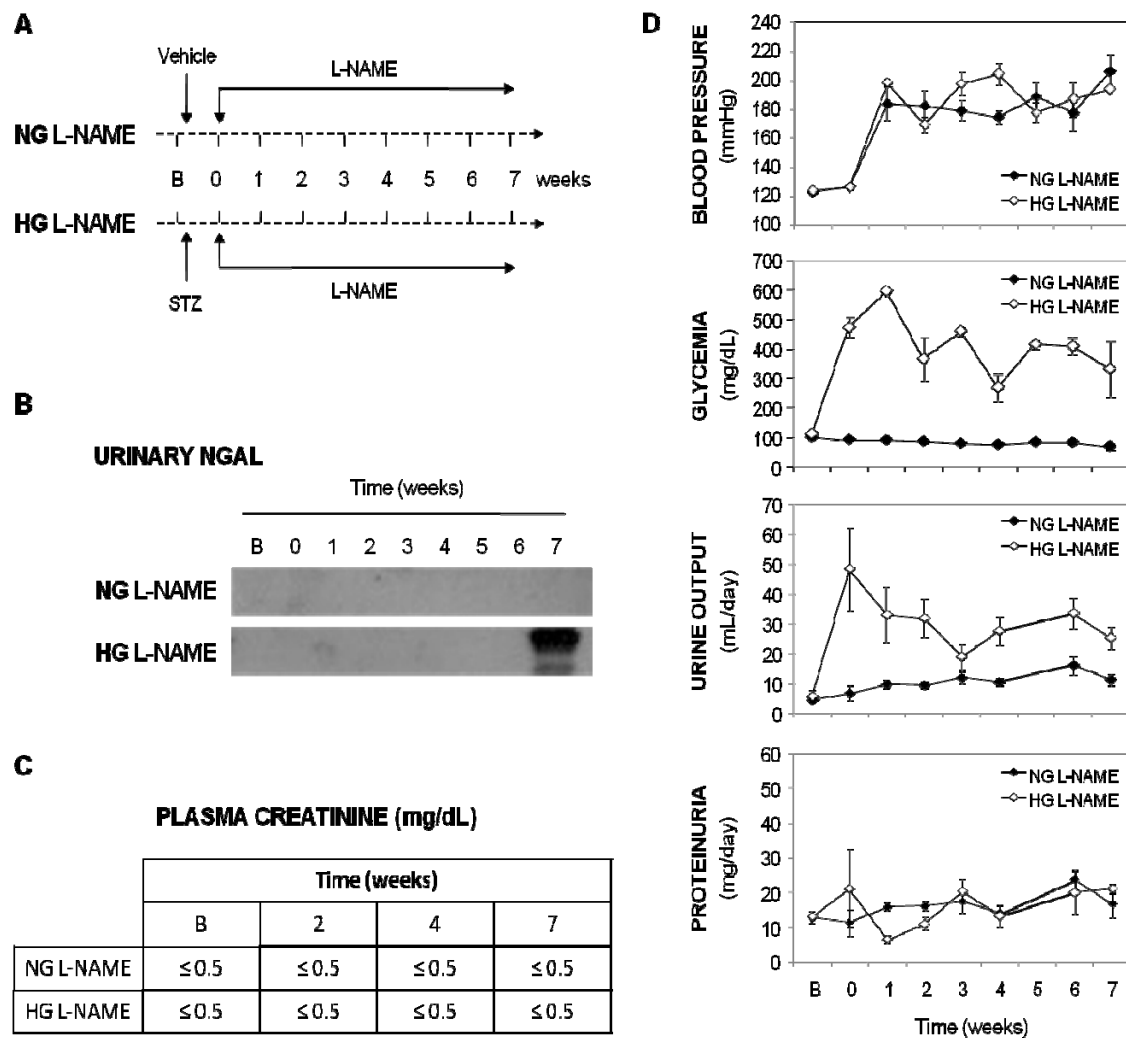 A
Vehicle
L-NAME
NG L-NAME
B 0 1 2 3 4 5 6 7 weeks
HG L-NAME
STZ
L-NAME
B
URINARY NGAL
Time (weeks)
B 0 1 2 3 4 5 6 7
NG L-NAME
HG L-NAME
C
PLASMA CREATININE (mg/dL)
Time (weeks)
B 2 4 7
NG L-NAME ≤ 0.5 ≤ 0.5 ≤ 0.5 ≤ 0.5
HG L-NAME ≤ 0.5 ≤ 0.5 ≤ 0.5 ≤ 0.5
D
BLOOD PRESSURE
(mmHg)
240
220
200
180
160
140
120
100
NG L-NAME
HG L-NAME
GLYCEMIA
(mg/dL)
700
600
500
400
300
200
100
0
NG L-NAME
HG L-NAME
URINE OUTPUT
(mL/day)
70
60
50
40
30
20
10
0
NG L-NAME
HG L-NAME
PROTEINURIA
(mg/day)
60
50
40
30
20
10
0
NG L-NAME
HG L-NAME
B 0 1 2 3 4 5 6 7
Time (weeks)